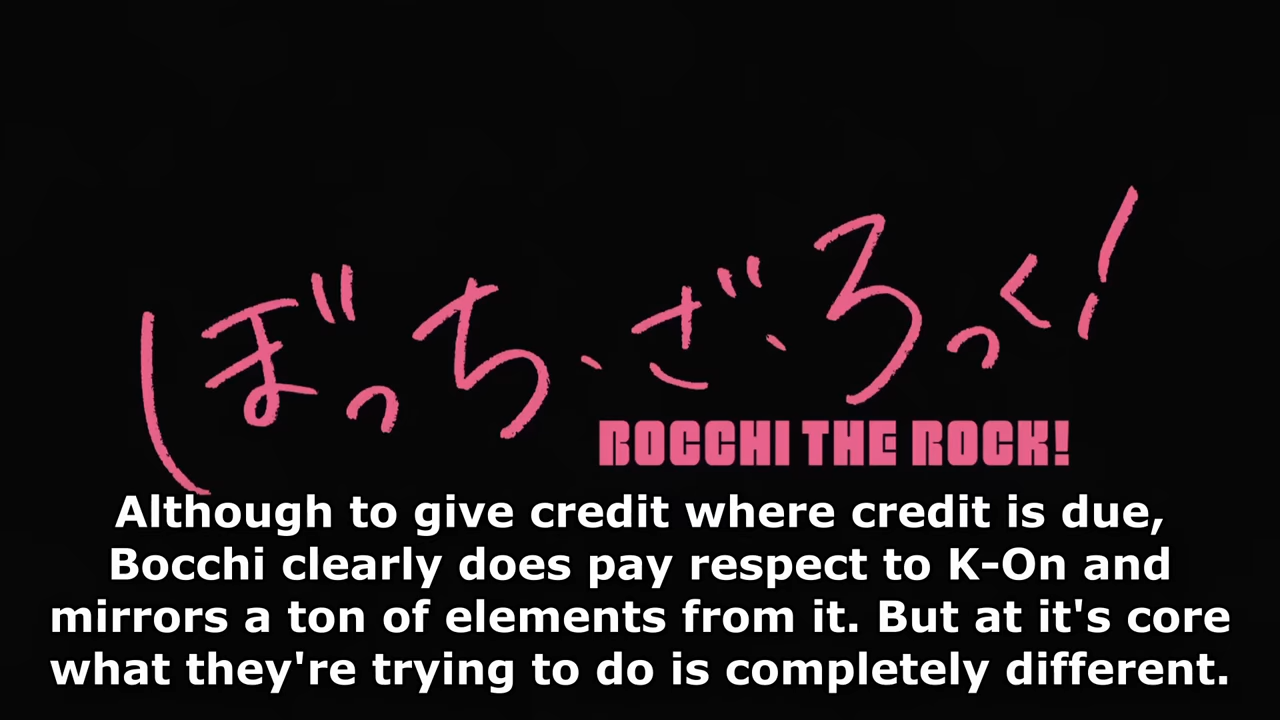 ぼっち・ざ・ろっく!
BOCCHI THE ROCK!
Although to give credit where credit is due,
Bocchi clearly does pay respect to K-On and
mirrors a ton of elements from it. But at it's core
what they're trying to do is completely different.